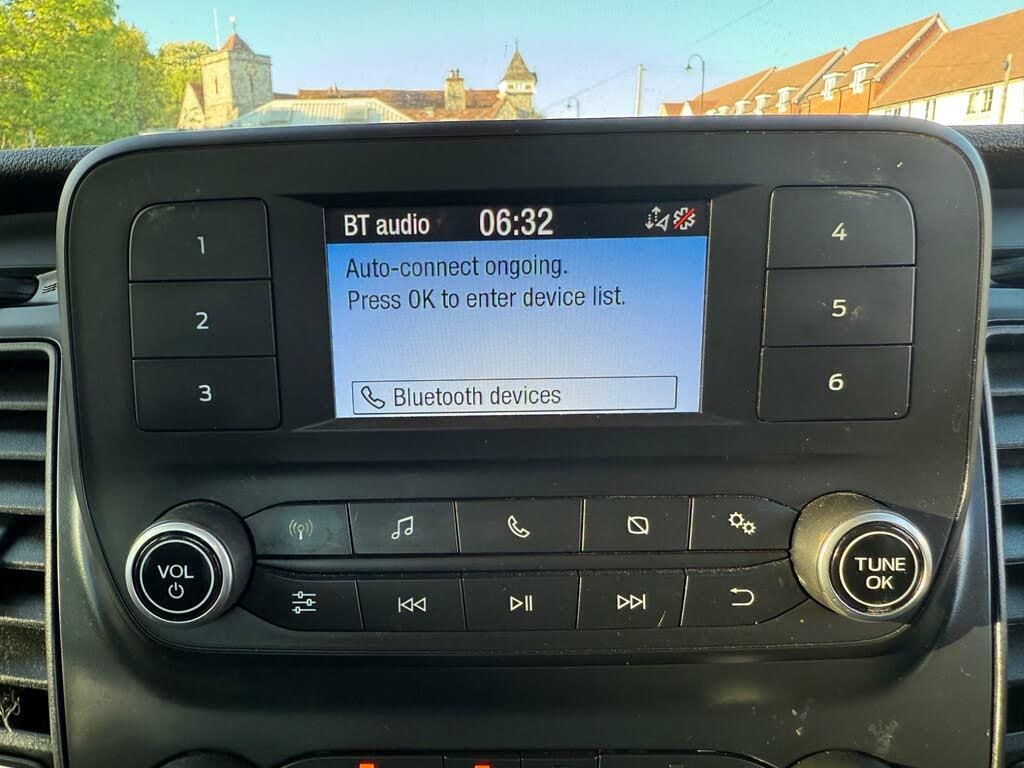 BT audio 06:32
Auto-connect ongoing.
Press OK to enter device list.
Bluetooth devices
1
2
3
4
5
6
VOL
TUNE
OK